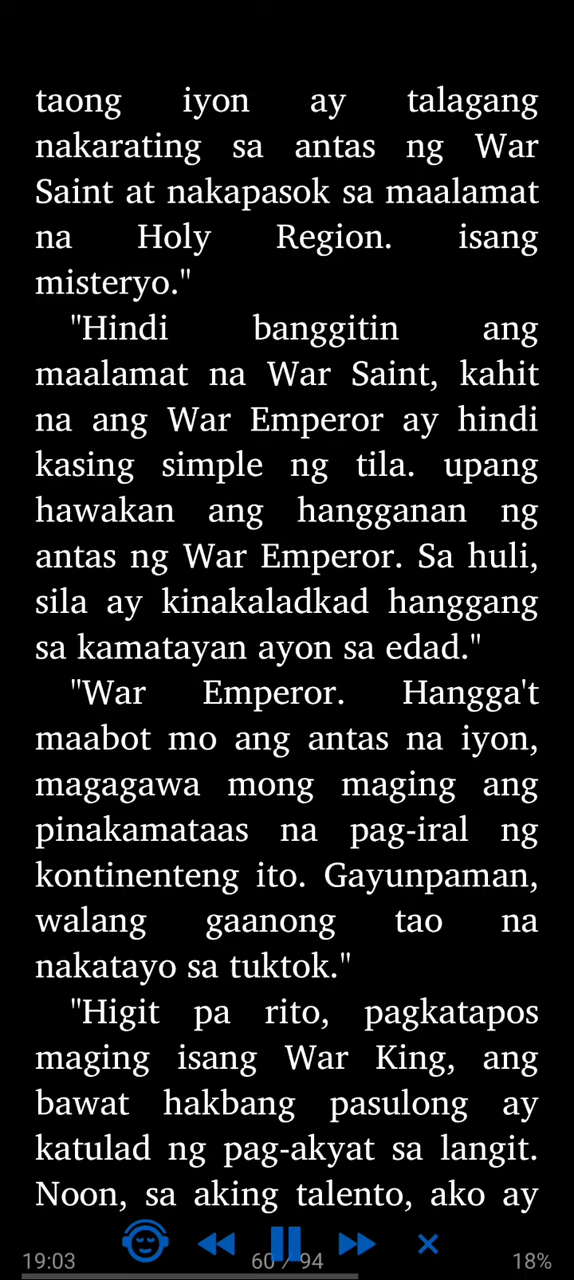 taong iyon ay talagang
nakarating sa antas ng War
Saint at nakapasok sa maalamat
na Holy Region. isang
misteryo."
"Hindi banggitin ang
maalamat na War Saint, kahit
na ang War Emperor ay hindi
kasing simple ng tila. upang
hawakan ang hangganan ng
antas ng War Emperor. Sa huli,
sila ay kinakaladkad hanggang
sa kamatayan ayon sa edad."
"War Emperor. Hangga't
maabot mo ang antas na iyon,
magagawa mong maging ang
pinakamataas na pag-iral ng
kontinenteng ito. Gayunpaman,
walang gaanong tao na
nakatayo sa tuktok."
"Higit pa rito, pagkatapos
maging isang War King, ang
bawat hakbang pasulong ay
katulad ng pag-akyat sa langit.
Noon, sa aking talento, ako ay
19:03 60 / 94 18%